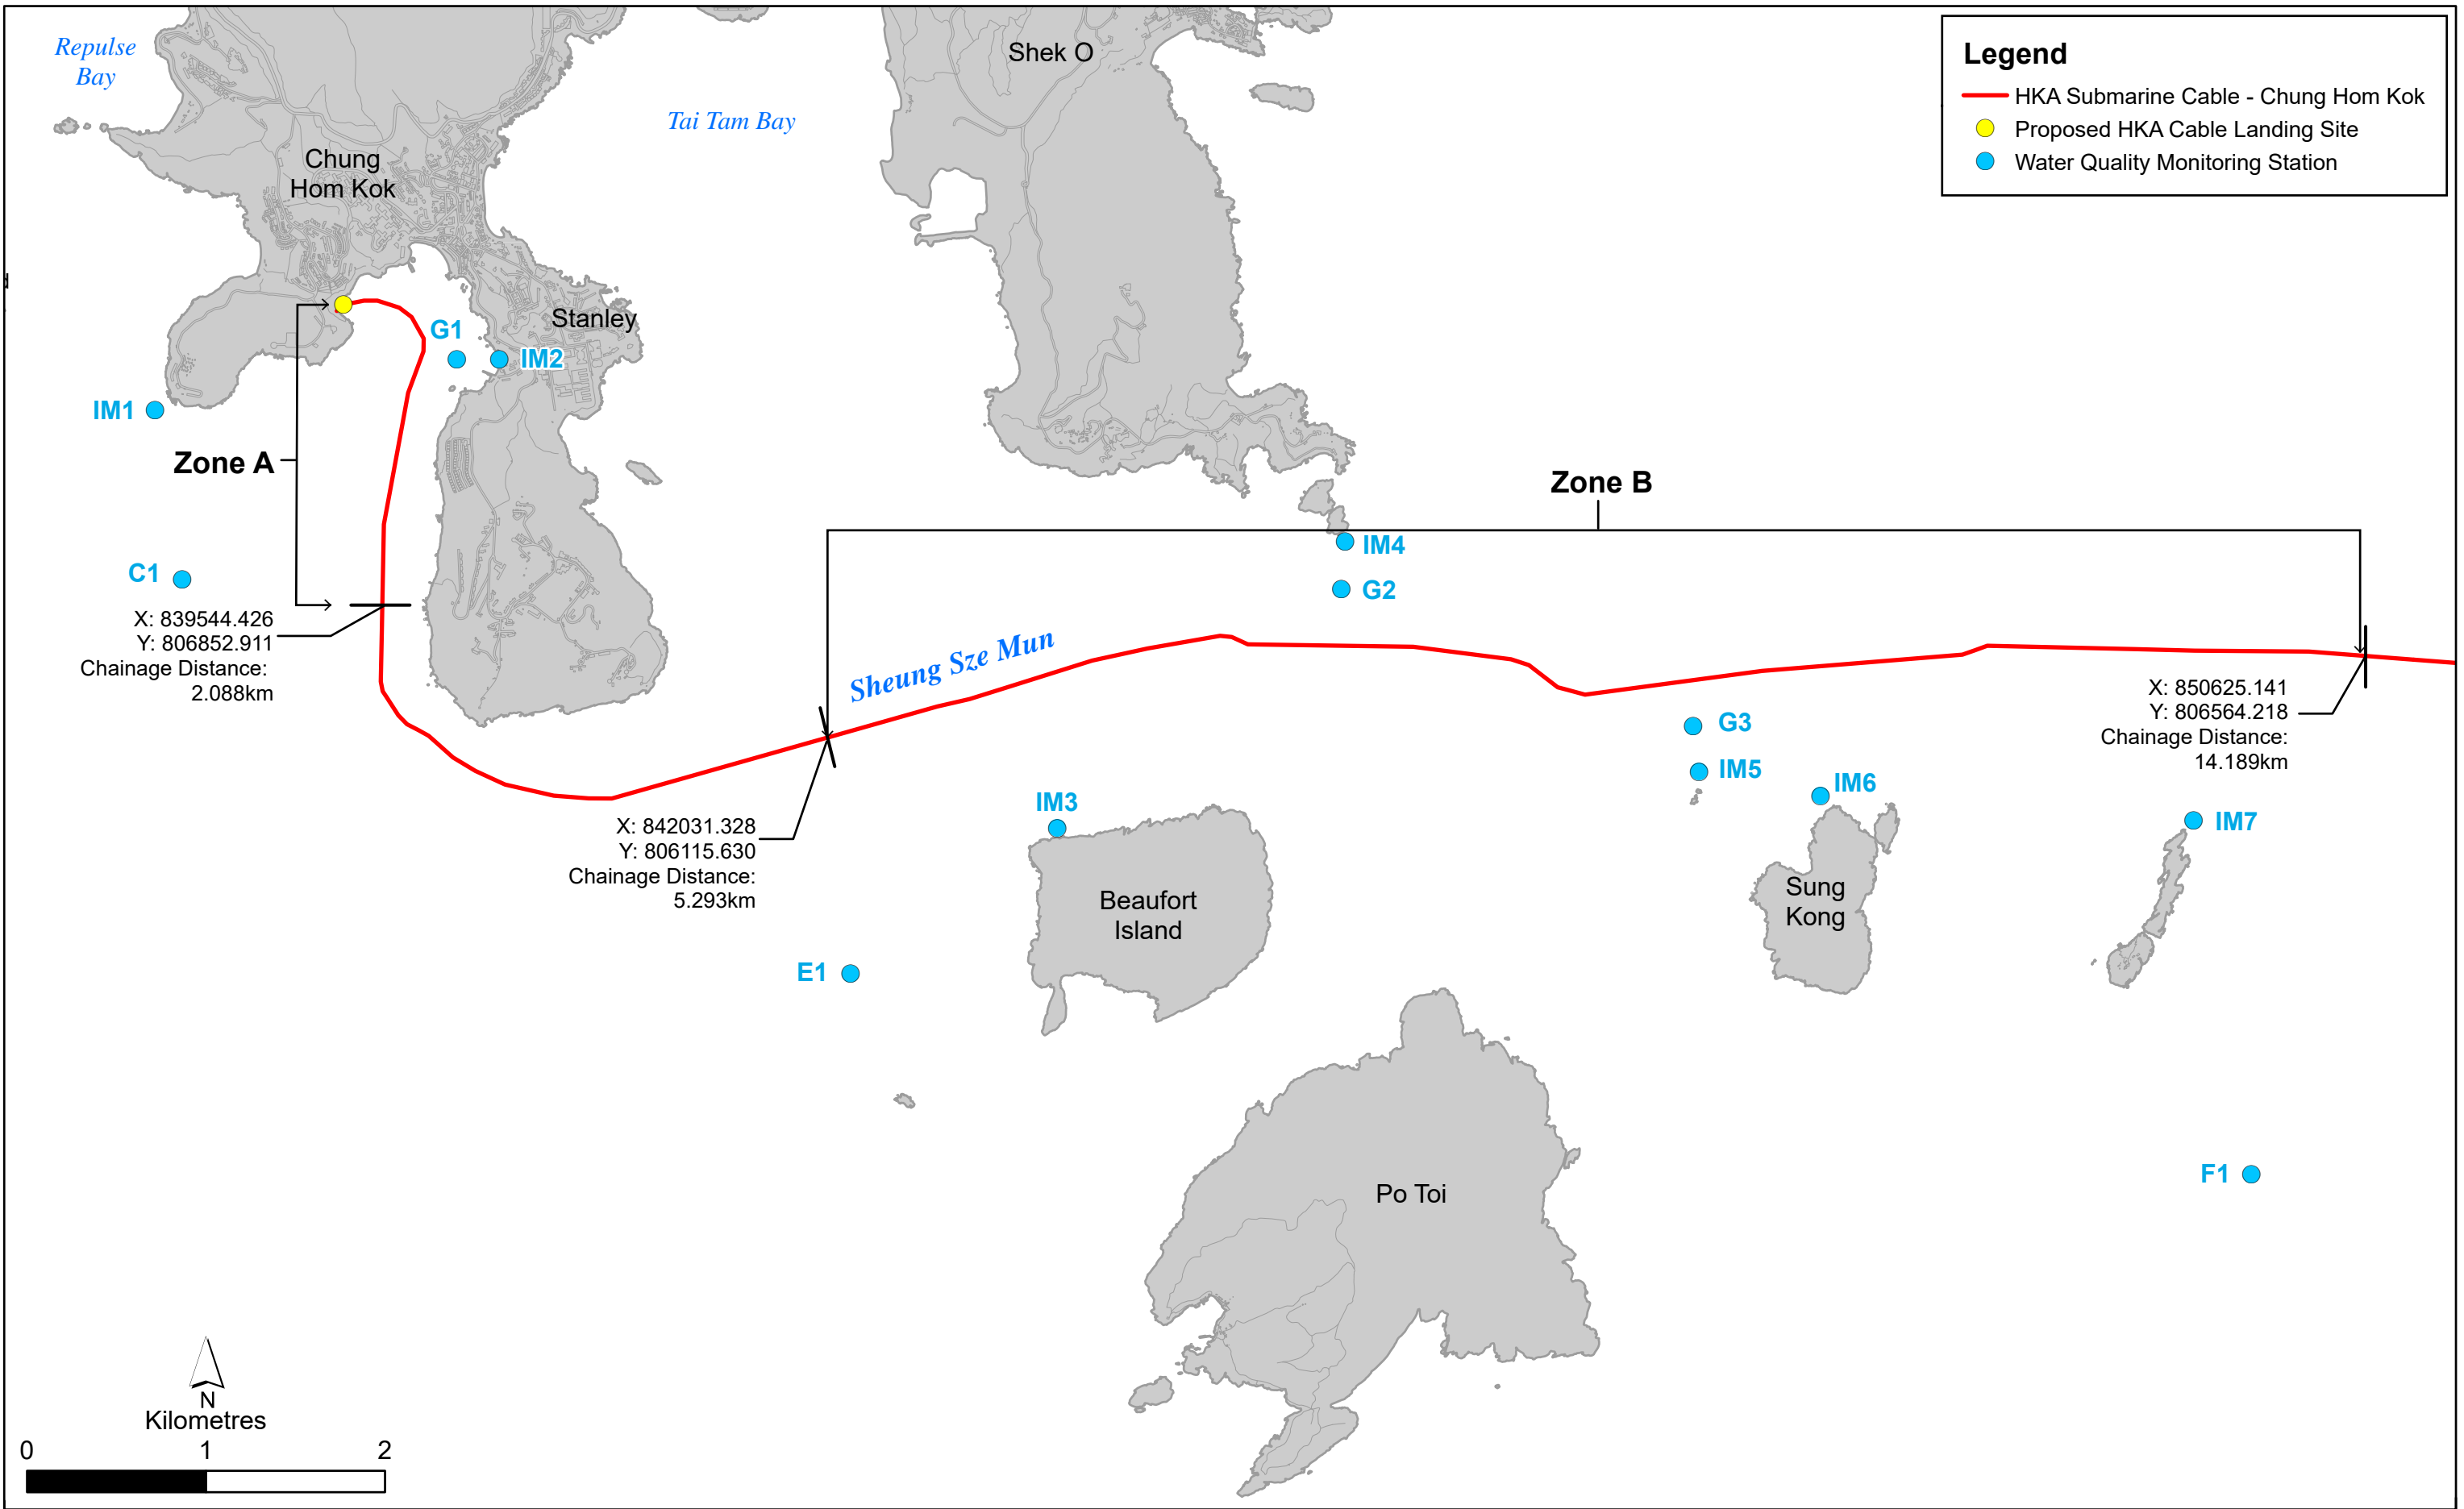 Repulse
Bay
Shek O
Tai Tam Bay
Chung
Hom Kok
Legend
HKA Submarine Cable - Chung Hom Kok
Proposed HKA Cable Landing Site
Water Quality Monitoring Station
Stanley
G1
IM2
IM1
Zone A
Zone B
C1
IM4
G2
X: 839544.426
Y: 806852.911
Chainage Distance:
2.088km
Sheung Sze Mun
X: 850625.141
Y: 806564.218
Chainage Distance:
14.189km
G3
IM5
IM6
IM3
IM7
X: 842031.328
Y: 806115.630
Chainage Distance:
5.293km
Beaufort
Island
Sung
Kong
E1
Po Toi
F1
N
Kilometres
0 1 2